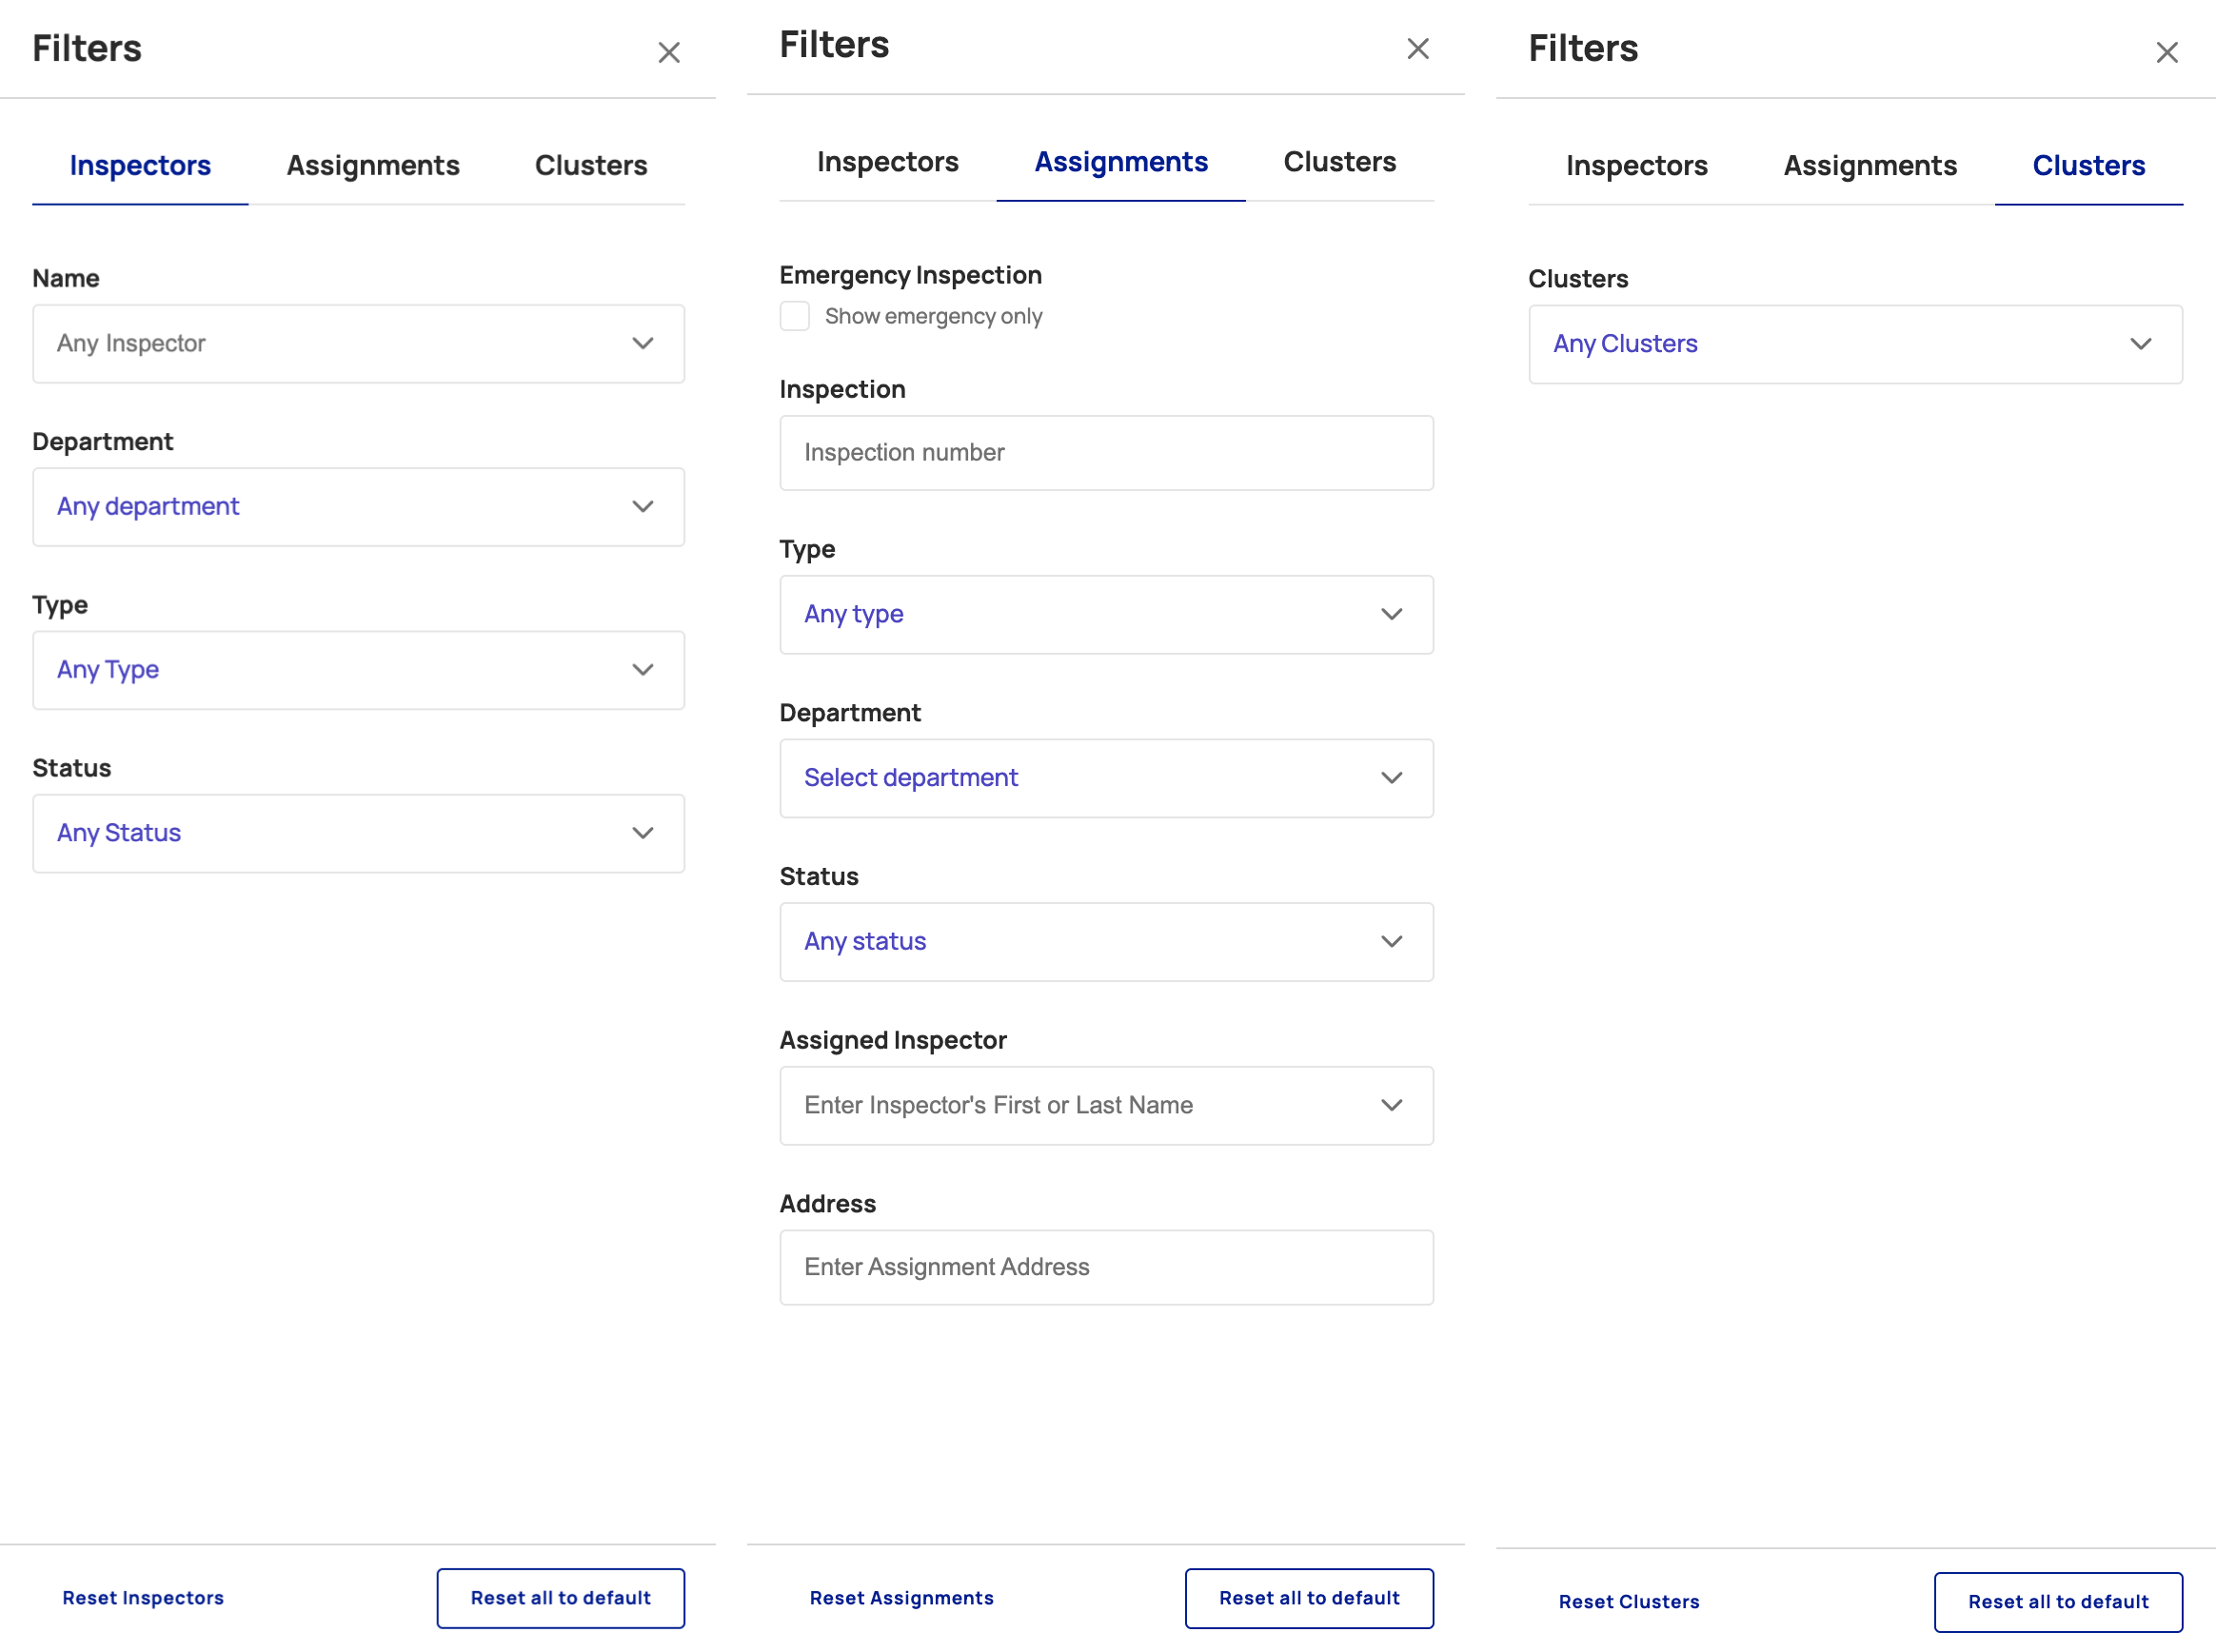 Filters
Inspectors
Assignments
Clusters
Name
Any Inspector
Department
Any department
Type
Any Type
Status
Any Status
Reset Inspectors
Reset all to default
Filters
Inspectors
Assignments
Clusters
Emergency Inspection
Show emergency only
Inspection
Inspection number
Type
Any type
Department
Select department
Status
Any status
Assigned Inspector
Enter Inspector's First or Last Name
Address
Enter Assignment Address
Reset Assignments
Reset all to default
Filters
Inspectors
Assignments
Clusters
Clusters
Any Clusters
Reset Clusters
Reset all to default